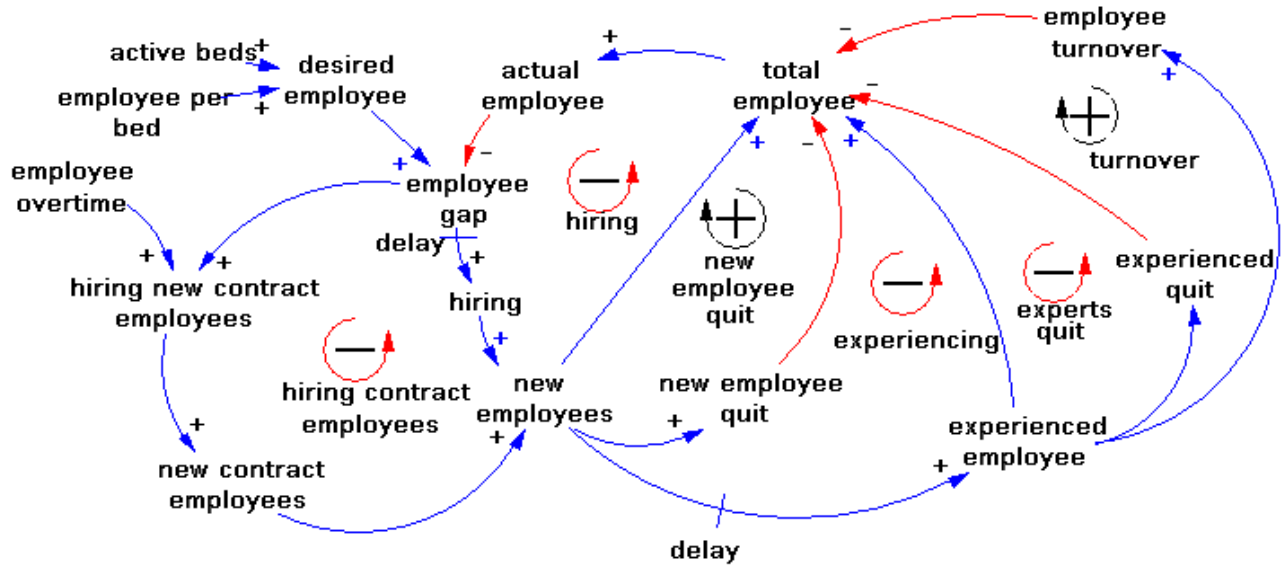 employee
turnover
active beds
desired
employee
actual
employee
total
employee
employee per
bed
employee
overtime
employee
gap
delay
hiring
turnover
new
employee
quit
experienced
quit
hiring new contract
employees
hiring
experiencing
experts
quit
hiring contract
employees
new
employees
new employee
quit
experienced
employee
new contract
employees
delay